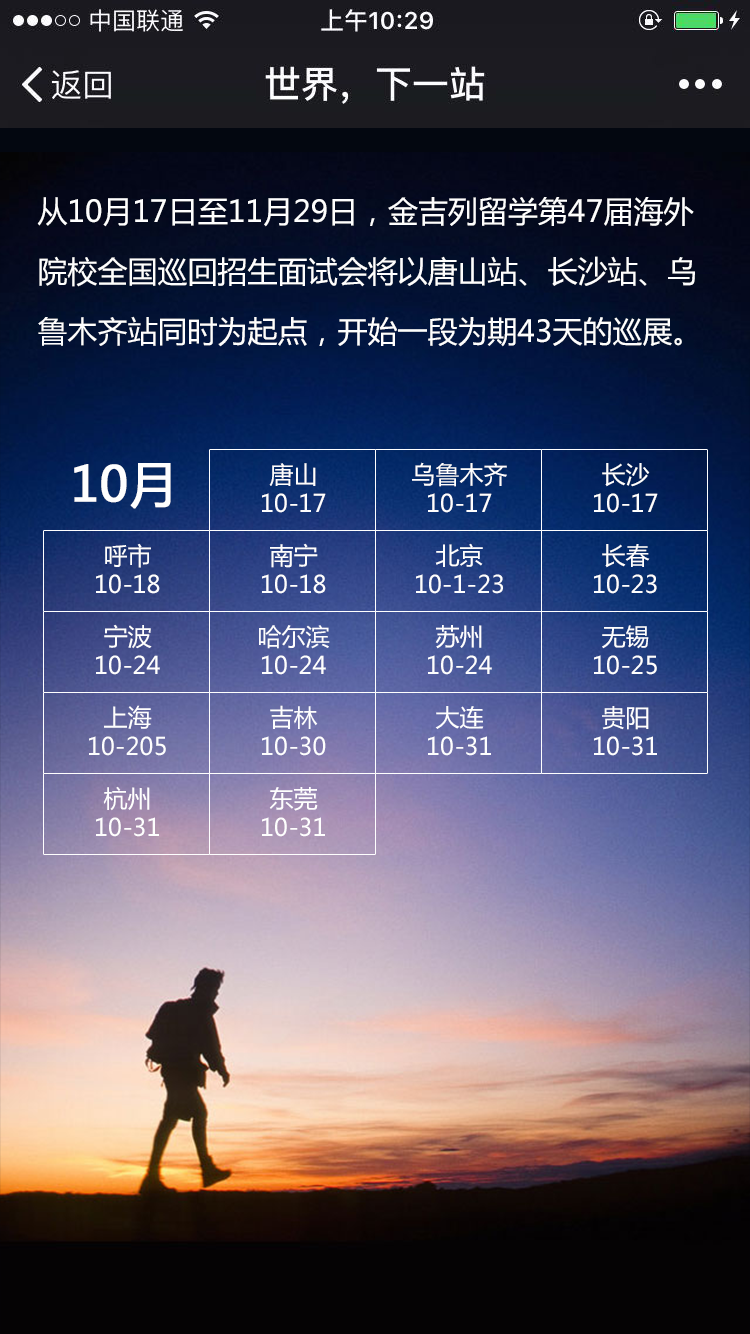 中国联通 上午10:29
返回 世界，下一站
从10月17日至11月29日，金吉列留学第47届海外
院校全国巡回招生面试会将以唐山站、长沙站、乌
鲁木齐站同时为起点，开始一段为期43天的巡展。
10月 唐山 乌鲁木齐 长沙
10-17 10-17 10-17
呼市 南宁 北京 长春
10-18 10-18 10-1-23 10-23
宁波 哈尔滨 苏州 无锡
10-24 10-24 10-24 10-25
上海 吉林 大连 贵阳
10-205 10-30 10-31 10-31
杭州 东莞
10-31 10-31